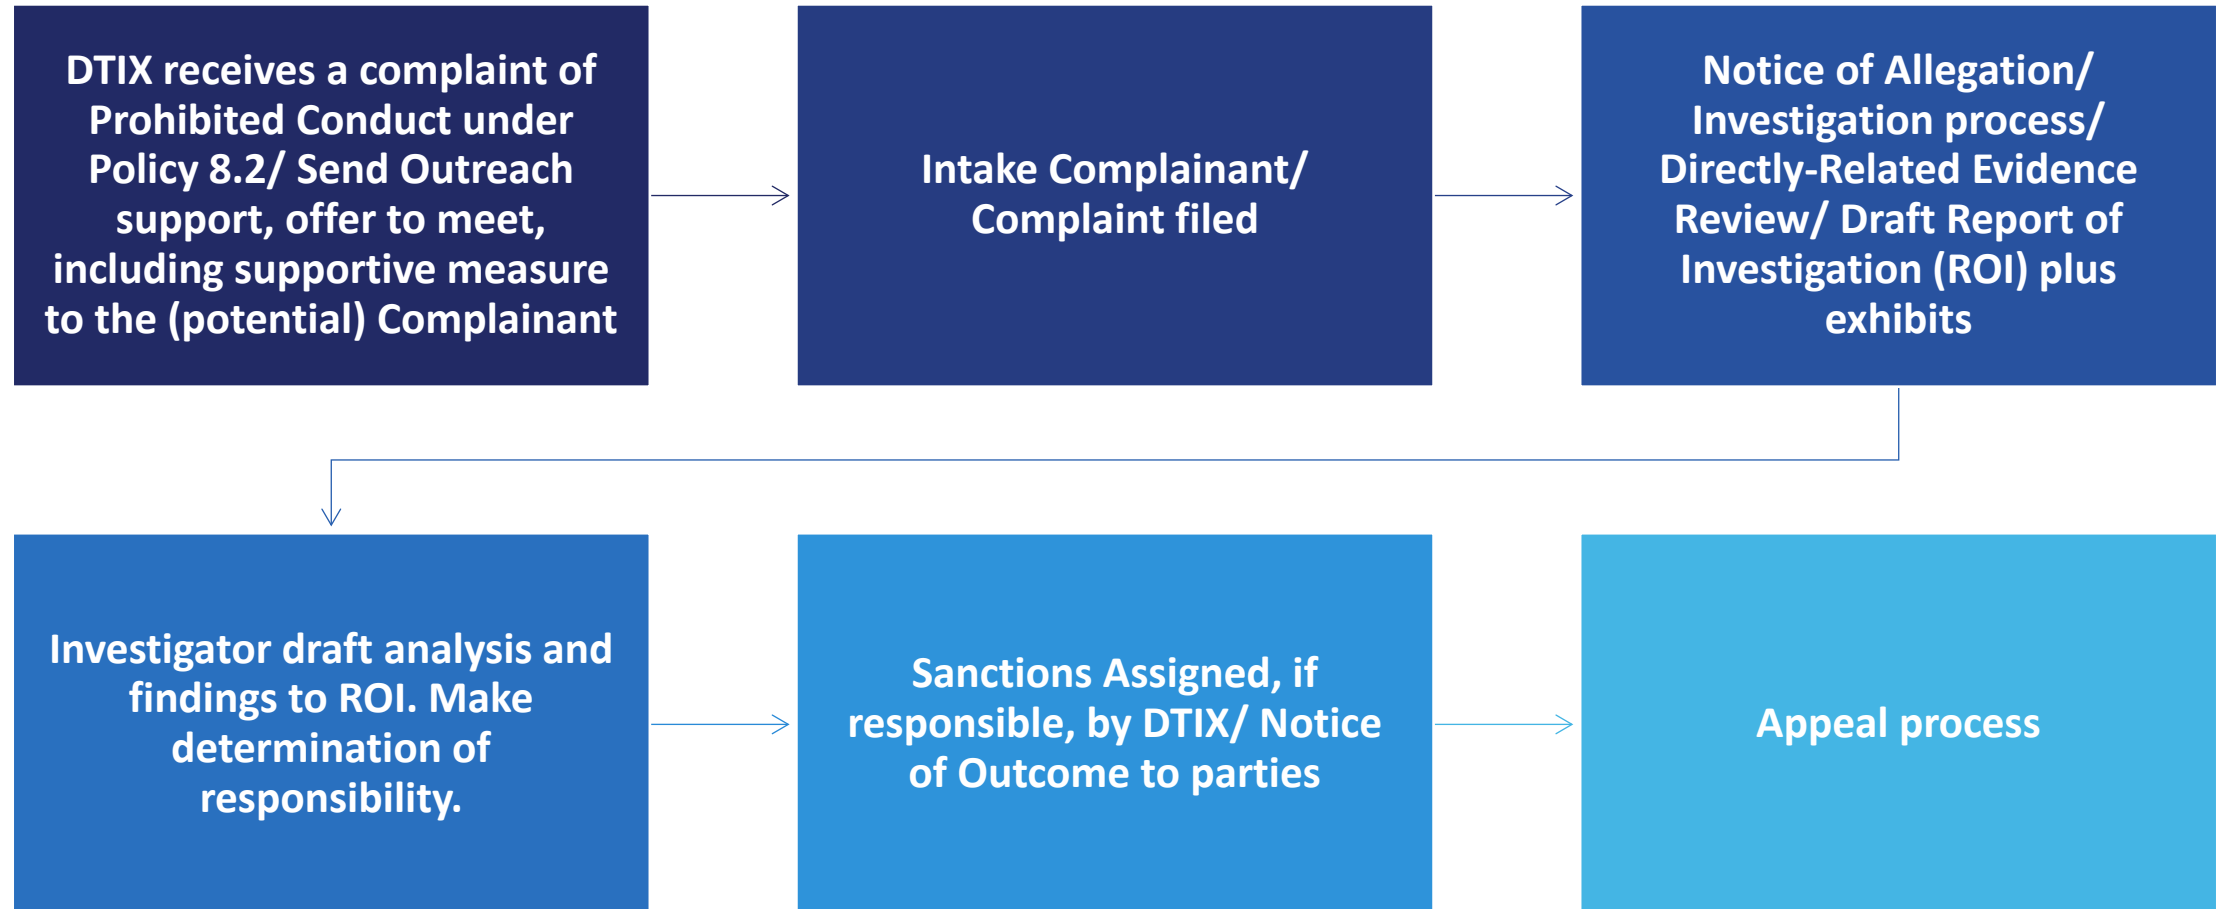 DTIX receives a complaint of
Prohibited Conduct under
Policy 8.2/ Send Outreach
support, offer to meet,
including supportive measure
to the (potential) Complainant
Intake Complainant/
Complaint filed
Notice of Allegation/
Investigation process/
Directly-Related Evidence
Review/ Draft Report of
Investigation (ROI) plus
exhibits
Investigator draft analysis and
findings to ROI. Make
determination of
responsibility.
Sanctions Assigned, if
responsible, by DTIX/ Notice
of Outcome to parties
Appeal process